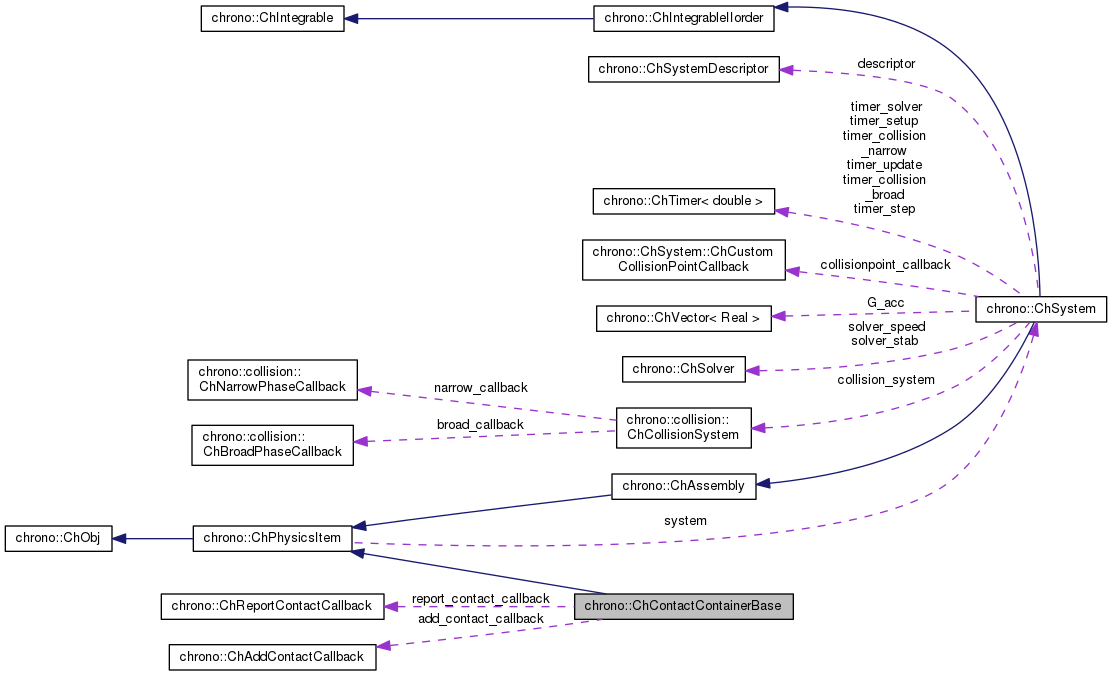 chrono::ChIntegrable
chrono::ChIntegrableIIorder
chrono::ChSystemDescriptor
descriptor
timer_solver
timer_setup
timer_collision
_narrow
timer_update
timer_collision
_broad
timer_step
chrono::ChTimer< double >
chrono::ChSystem::ChCustom
CollisionPointCallback
collisionpoint_callback
chrono::ChSystem
G_acc
chrono::ChVector< Real >
solver_speed
solver_stab
chrono::ChSolver
chrono::collision::
ChNarrowPhaseCallback
narrow_callback
collision_system
chrono::collision::
ChCollisionSystem
broad_callback
chrono::collision::
ChBroadPhaseCallback
chrono::ChAssembly
system
chrono::ChObj
chrono::ChPhysicsItem
chrono::ChReportContactCallback
report_contact_callback
chrono::ChContactContainerBase
add_contact_callback
chrono::ChAddContactCallback